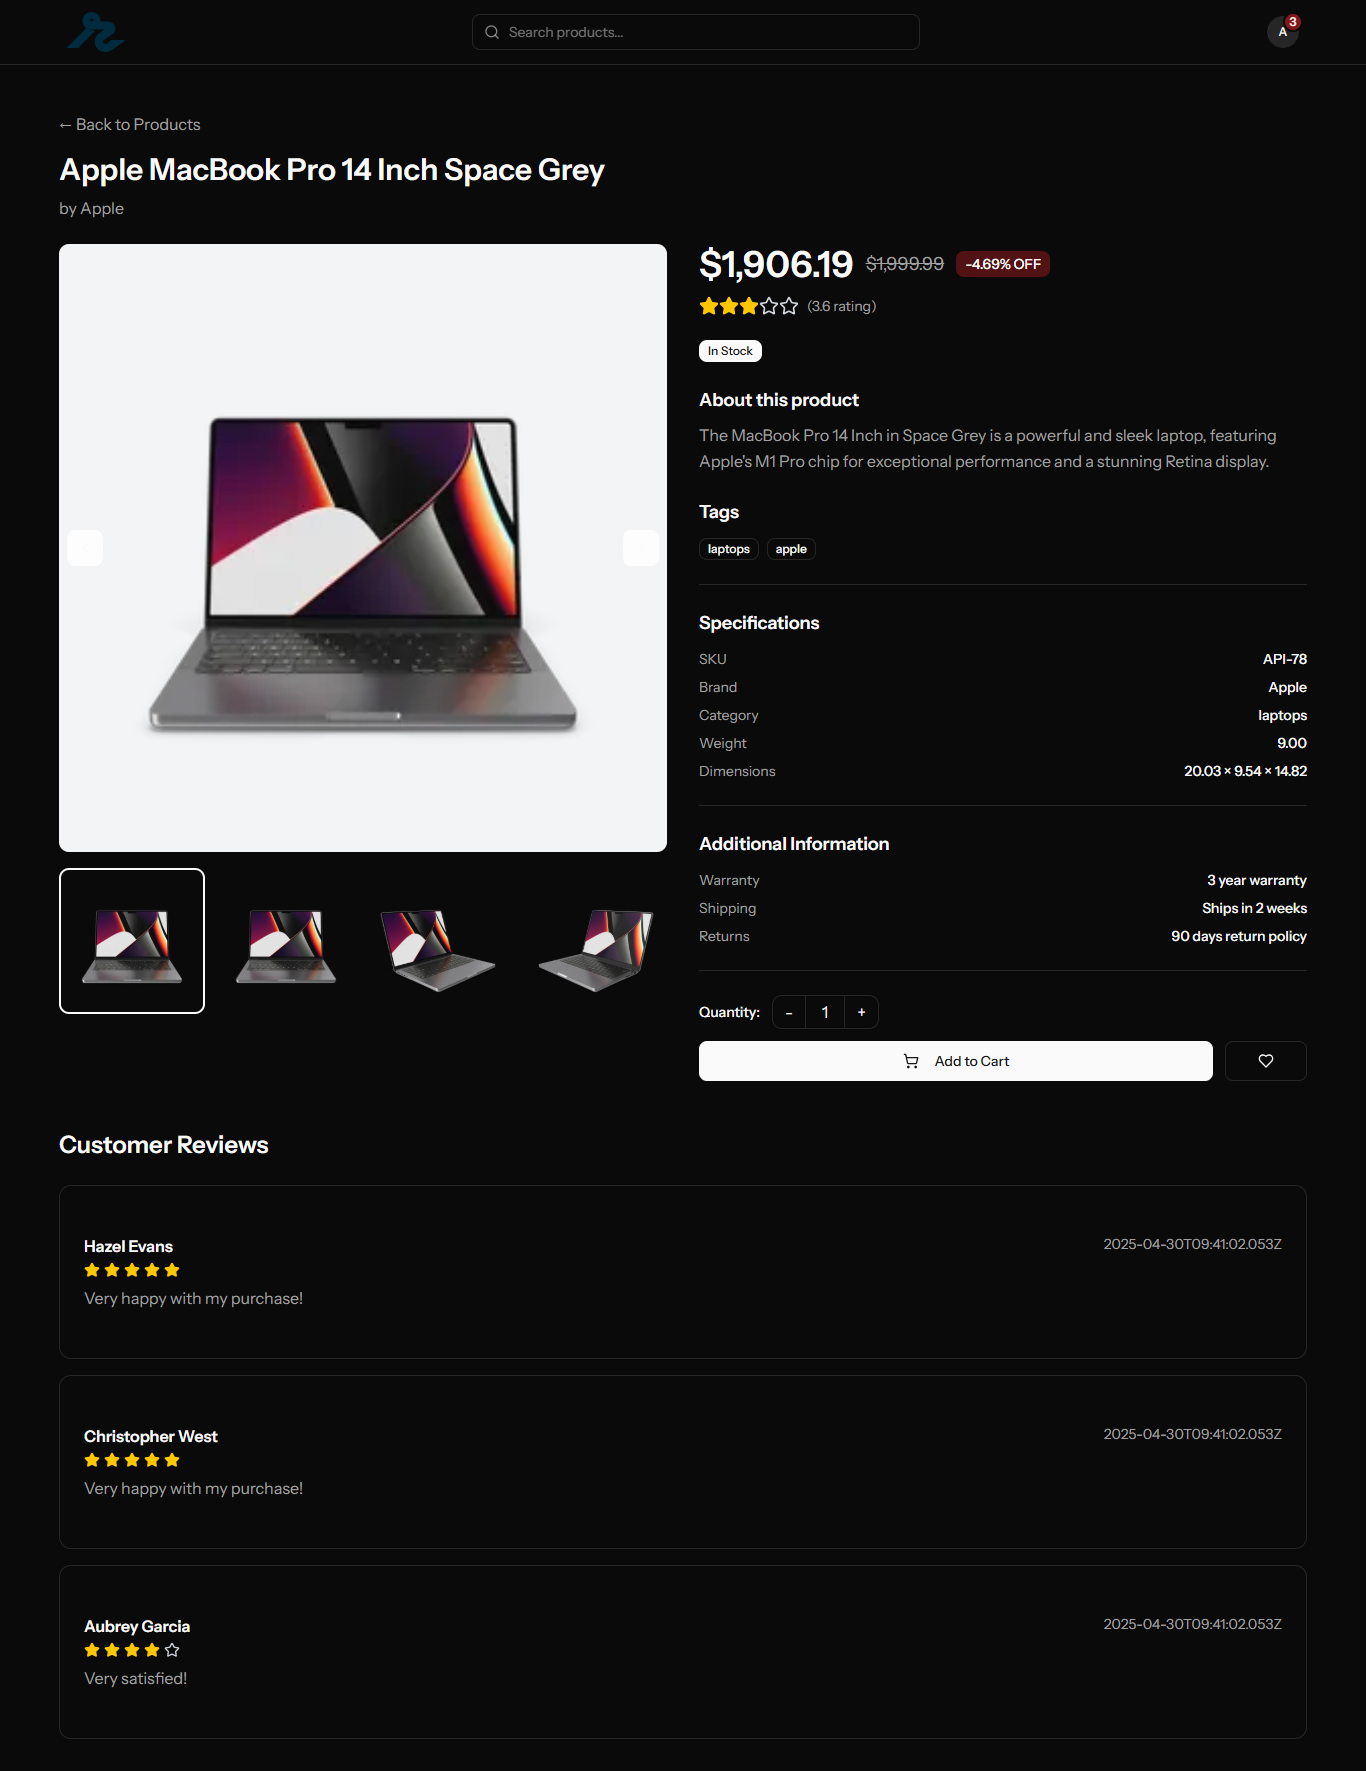 Search products...
A
3
← Back to Products
Apple MacBook Pro 14 Inch Space Grey
by Apple
$1,906.19 $1,999.99 -4.69% OFF
(3.6 rating)
In Stock
About this product
The MacBook Pro 14 Inch in Space Grey is a powerful and sleek laptop, featuring
Apple's M1 Pro chip for exceptional performance and a stunning Retina display.
Tags
laptops apple
Specifications
SKU API-78
Brand Apple
Category laptops
Weight 9.00
Dimensions 20.03 × 9.54 × 14.82
Additional Information
Warranty 3 year warranty
Shipping Ships in 2 weeks
Returns 90 days return policy
Quantity: - 1 +
Add to Cart
Customer Reviews
Hazel Evans 2025-04-30T09:41:02.053Z
Very happy with my purchase!
Christopher West 2025-04-30T09:41:02.053Z
Very happy with my purchase!
Aubrey Garcia 2025-04-30T09:41:02.053Z
Very satisfied!